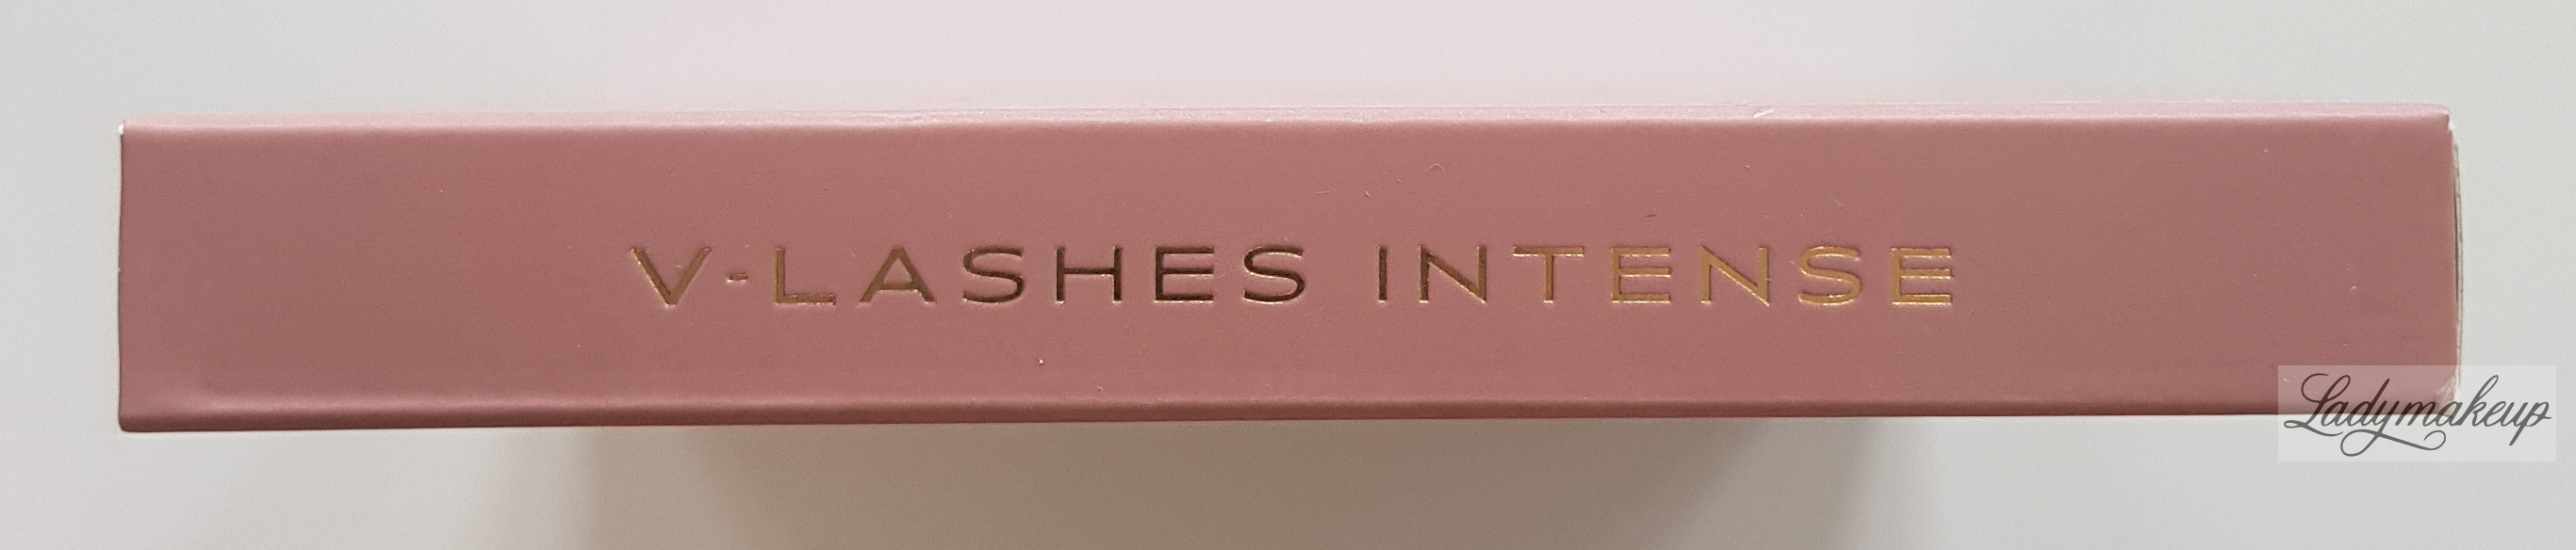 V-LASHES INTENSE
Ladymakeup